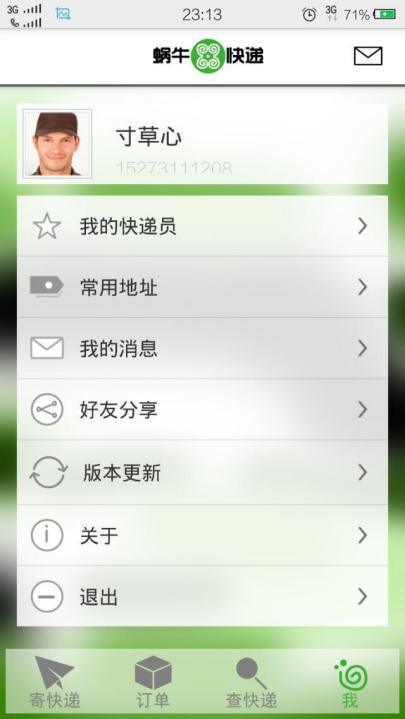 3G 23:13 3G 71%
蜗牛快递
寸草心
15273111208
我的快递员
常用地址
我的消息
好友分享
版本更新
关于
退出
寄快递 订单 查快递 我